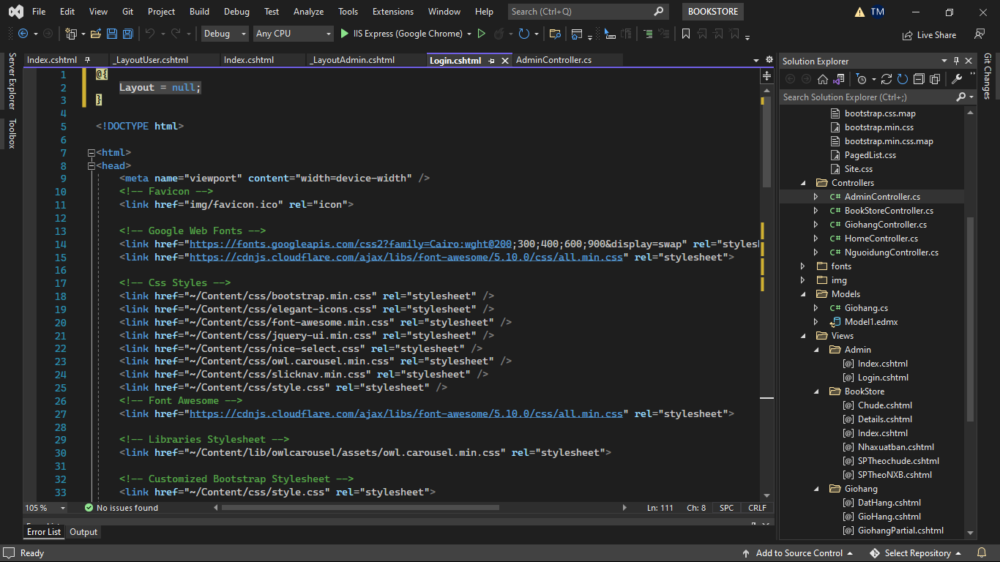 File Edit View Git Project Build Debug Test Analyze Tools Extensions Window Help Search (Ctrl+Q) BOOKSTORE TM
Debug Any CPU IIS Express (Google Chrome) Live Share
Server Explorer
Toolbox
Index.cshtml _LayoutUser.cshtml Index.cshtml _LayoutAdmin.cshtml Login.cshtml AdminController.cs
1 @{
2 Layout = null;
3 }
4
5 <!DOCTYPE html>
6
7 <html>
8 <head>
9 <meta name="viewport" content="width=device-width" />
10 <!-- Favicon -->
11 <link href="img/favicon.ico" rel="icon">
12
13 <!-- Google Web Fonts -->
14 <link href="https://fonts.googleapis.com/css2?family=Cairo:wght@200;300;400;600;900&display=swap" rel="styles
15 <link href="https://cdnjs.cloudflare.com/ajax/libs/font-awesome/5.10.0/css/all.min.css" rel="stylesheet">
16
17 <!-- Css Styles -->
18 <link href="~/Content/css/bootstrap.min.css" rel="stylesheet" />
19 <link href="~/Content/css/elegant-icons.css" rel="stylesheet" />
20 <link href="~/Content/css/font-awesome.min.css" rel="stylesheet" />
21 <link href="~/Content/css/jquery-ui.min.css" rel="stylesheet" />
22 <link href="~/Content/css/nice-select.css" rel="stylesheet" />
23 <link href="~/Content/css/owl.carousel.min.css" rel="stylesheet" />
24 <link href="~/Content/css/slicknav.min.css" rel="stylesheet" />
25 <link href="~/Content/css/style.css" rel="stylesheet" />
26 <!-- Font Awesome -->
27 <link href="https://cdnjs.cloudflare.com/ajax/libs/font-awesome/5.10.0/css/all.min.css" rel="stylesheet">
28
29 <!-- Libraries Stylesheet -->
30 <link href="~/Content/lib/owlcarousel/assets/owl.carousel.min.css" rel="stylesheet">
31
32 <!-- Customized Bootstrap Stylesheet -->
33 <link href="~/Content/css/style.css" rel="stylesheet">
105 % No issues found Ln: 111 Ch: 8 SPC CRLF
Error List Output
Solution Explorer
Search Solution Explorer (Ctrl+;)
bootstrap.css.map
bootstrap.min.css
bootstrap.min.css.map
PagedList.css
Site.css
Controllers
C# AdminController.cs
C# BookStoreController.cs
C# GiohangController.cs
C# HomeController.cs
C# NguoidungController.cs
fonts
img
Models
C# Giohang.cs
Model1.edmx
Views
Admin
[@] Index.cshtml
[@] Login.cshtml
BookStore
[@] Chude.cshtml
[@] Details.cshtml
[@] Index.cshtml
[@] Nhaxuatban.cshtml
[@] SPTheochude.cshtml
[@] SPTheoNXB.cshtml
Giohang
[@] DatHang.cshtml
[@] GioHang.cshtml
[@] GiohangPartial.cshtml
Git Changes
Ready Add to Source Control Select Repository